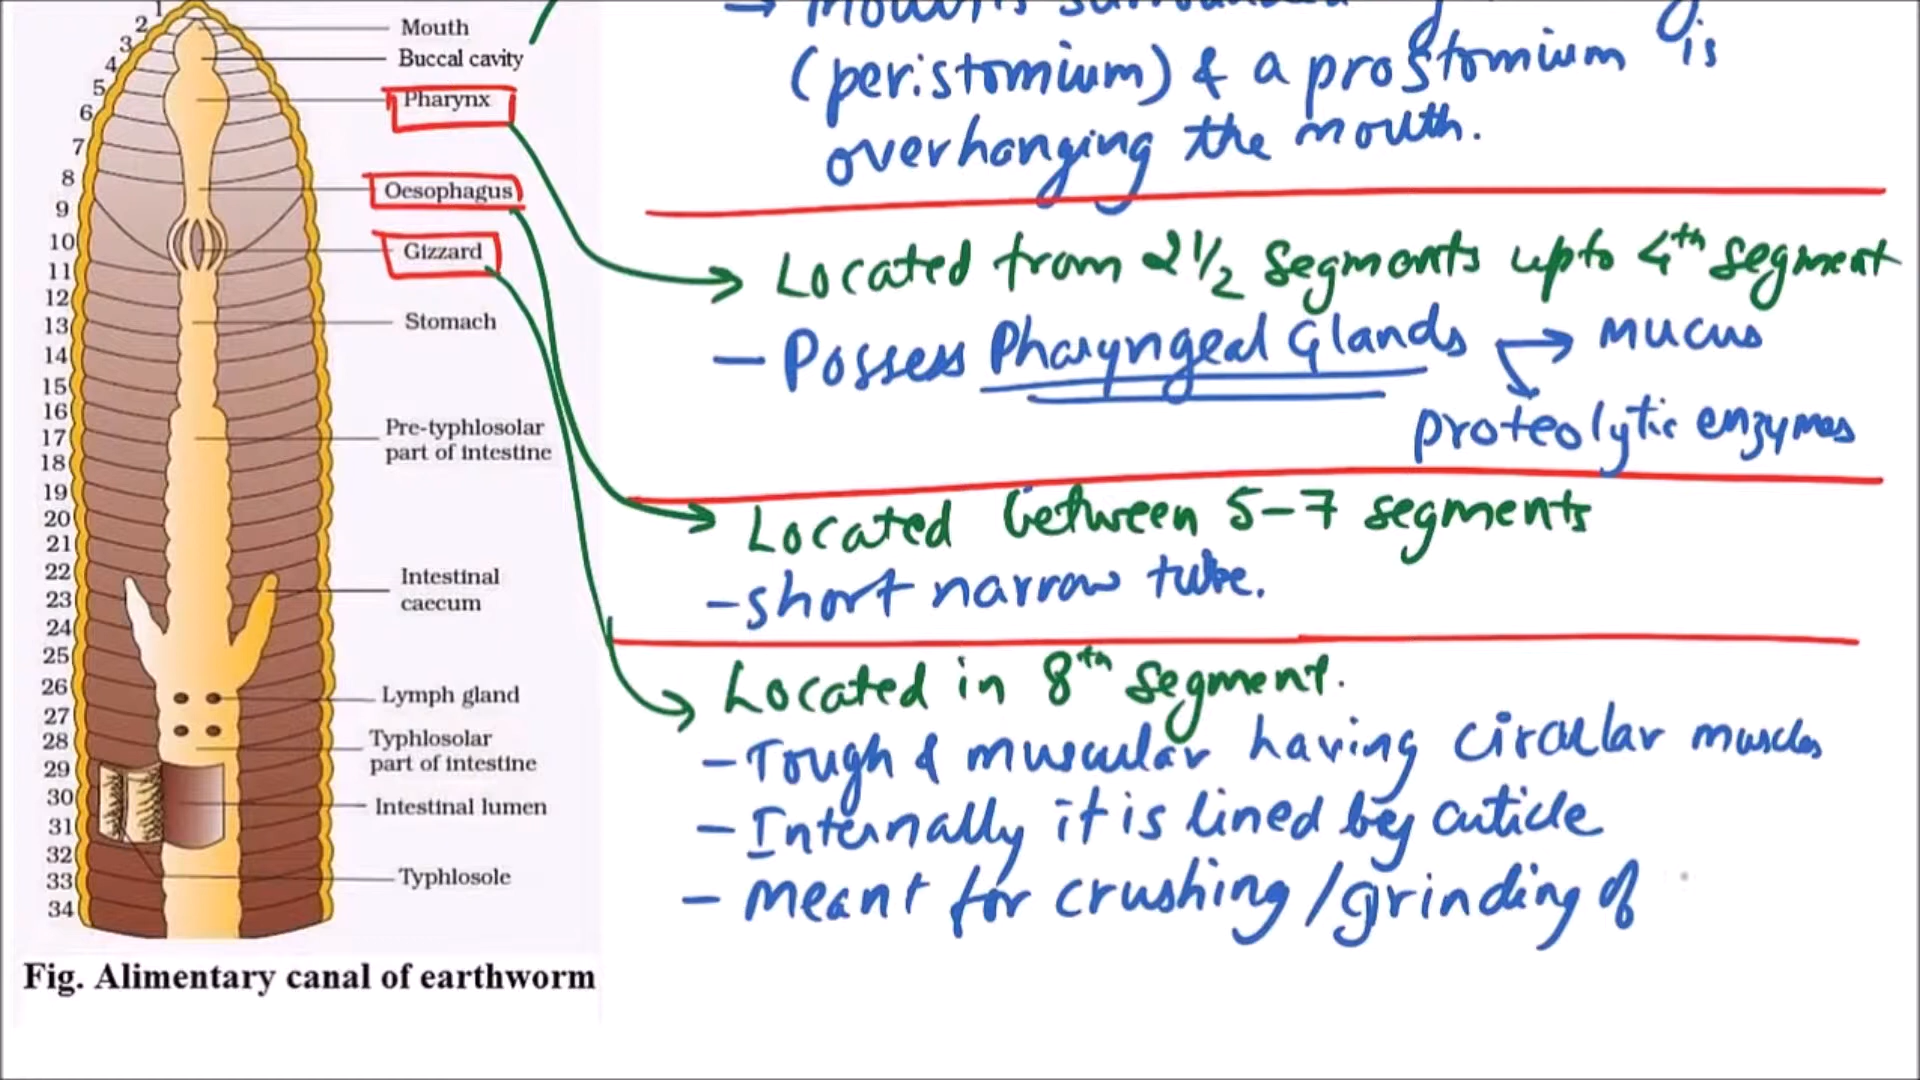 1
2
3
4
5
6
7
8
9
10
11
12
13
14
15
16
17
18
19
20
21
22
23
24
25
26
27
28
29
30
31
32
33
34
Mouth
Buccal cavity
Pharynx
Oesophagus
Gizzard
Stomach
Pre-typhlosolar
part of intestine
Intestinal
caecum
Lymph gland
Typhlosolar
part of intestine
Intestinal lumen
Typhlosole
Fig. Alimentary canal of earthworm
(peristomium) & a prostomium is
overhanging the mouth.
→ Located from 2 1/2 segments upto 4th segment
- Possess Pharyngeal Glands → mucus
proteolytic enzymes
→ Located between 5-7 segments
- short narrow tube.
→ Located in 8th segment.
- Tough & muscular having circular muscles
- Internally it is lined by cuticle
- meant for crushing/grinding of